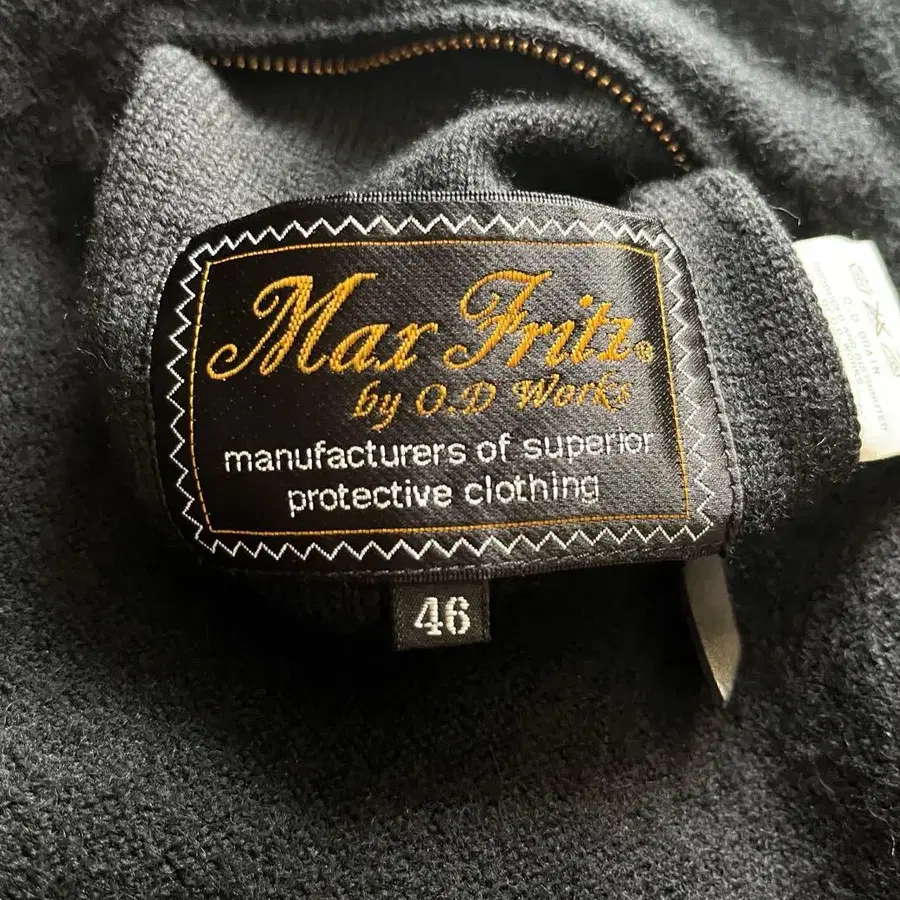 Max Fritz®
by O.D Works
manufacturers of superior
protective clothing
46